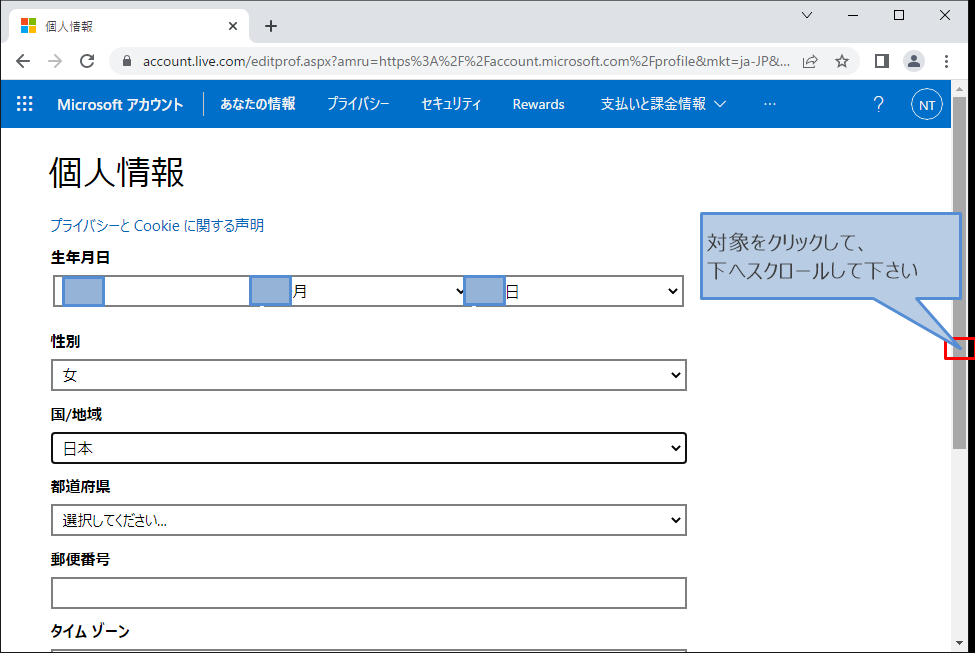 個人情報
account.live.com/editprof.aspx?amru=https%3A%2F%2Faccount.microsoft.com%2Fprofile&mkt=ja-JP&...
Microsoft アカウント
あなたの情報
プライバシー
セキュリティ
Rewards
支払いと課金情報
...
?
NT
個人情報
プライバシーと Cookie に関する声明
生年月日
月
日
対象をクリックして、
下へスクロールして下さい
性別
女
国/地域
日本
都道府県
選択してください...
郵便番号
タイム ゾーン